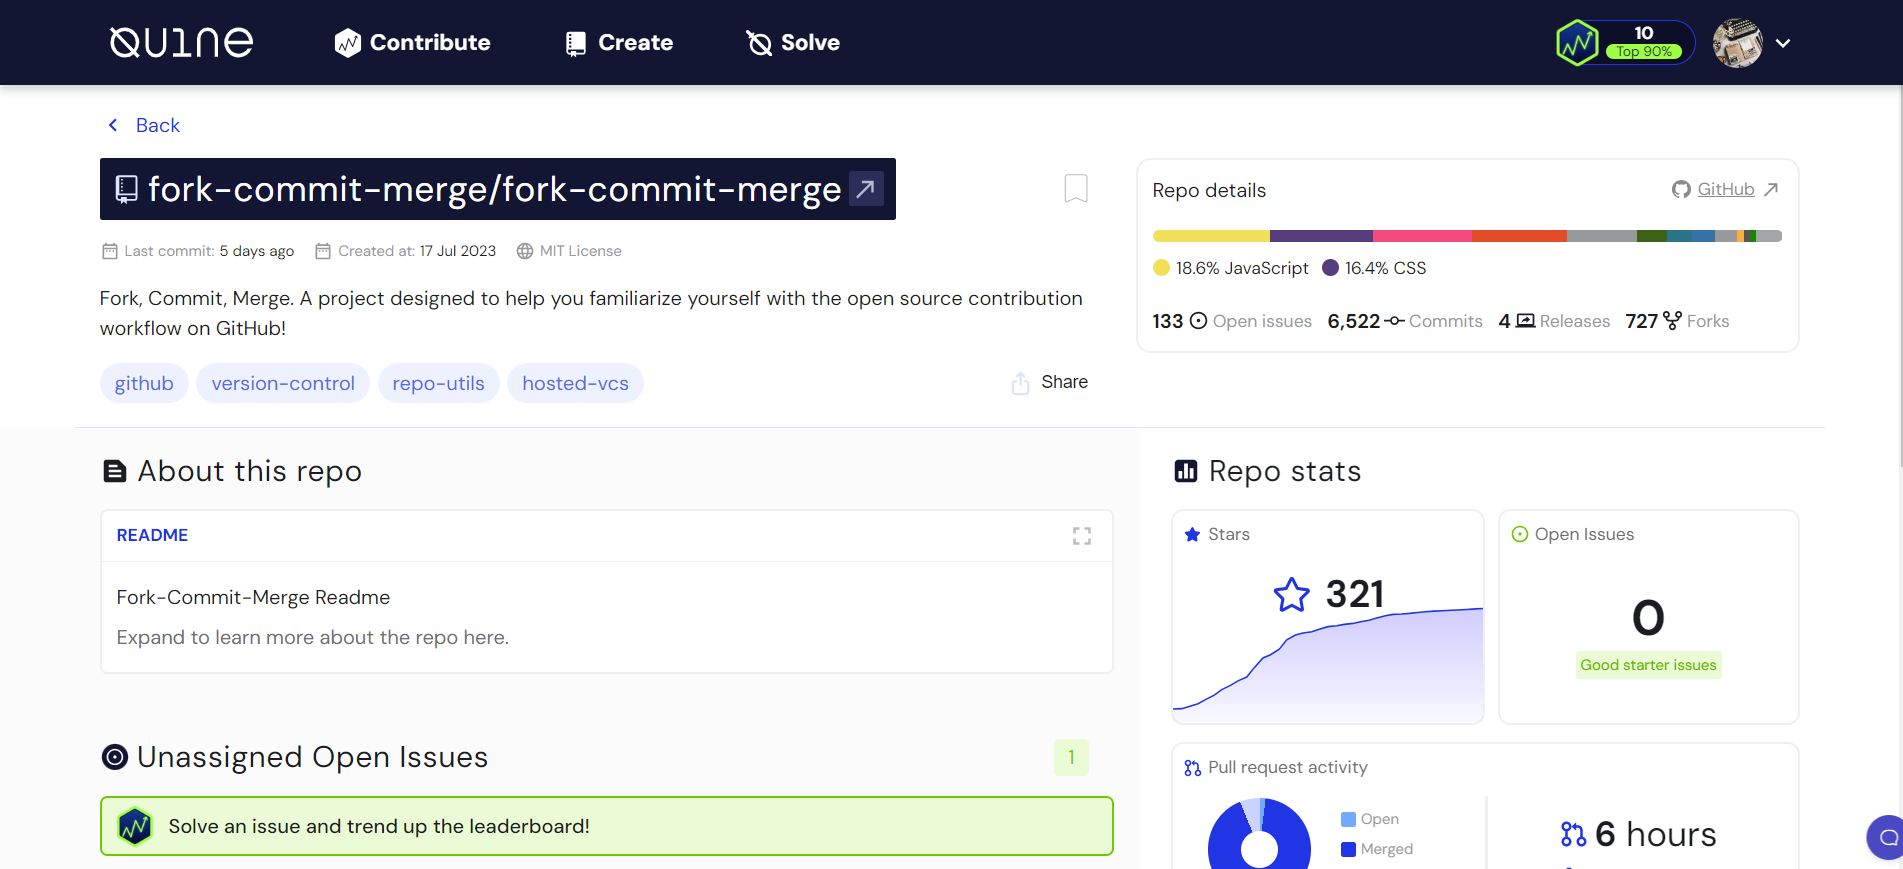 QUINE
Contribute
Create
Solve
10
Top 90%
Back
fork-commit-merge/fork-commit-merge
Last commit: 5 days ago
Created at: 17 Jul 2023
MIT License
Fork, Commit, Merge. A project designed to help you familiarize yourself with the open source contribution
workflow on GitHub!
github
version-control
repo-utils
hosted-vcs
Share
Repo details
GitHub
18.6% JavaScript
16.4% CSS
133 Open issues
6,522 Commits
4 Releases
727 Forks
About this repo
README
Fork-Commit-Merge Readme
Expand to learn more about the repo here.
Unassigned Open Issues
1
Solve an issue and trend up the leaderboard!
Repo stats
Stars
321
Open Issues
0
Good starter issues
Pull request activity
Open
Merged
6 hours